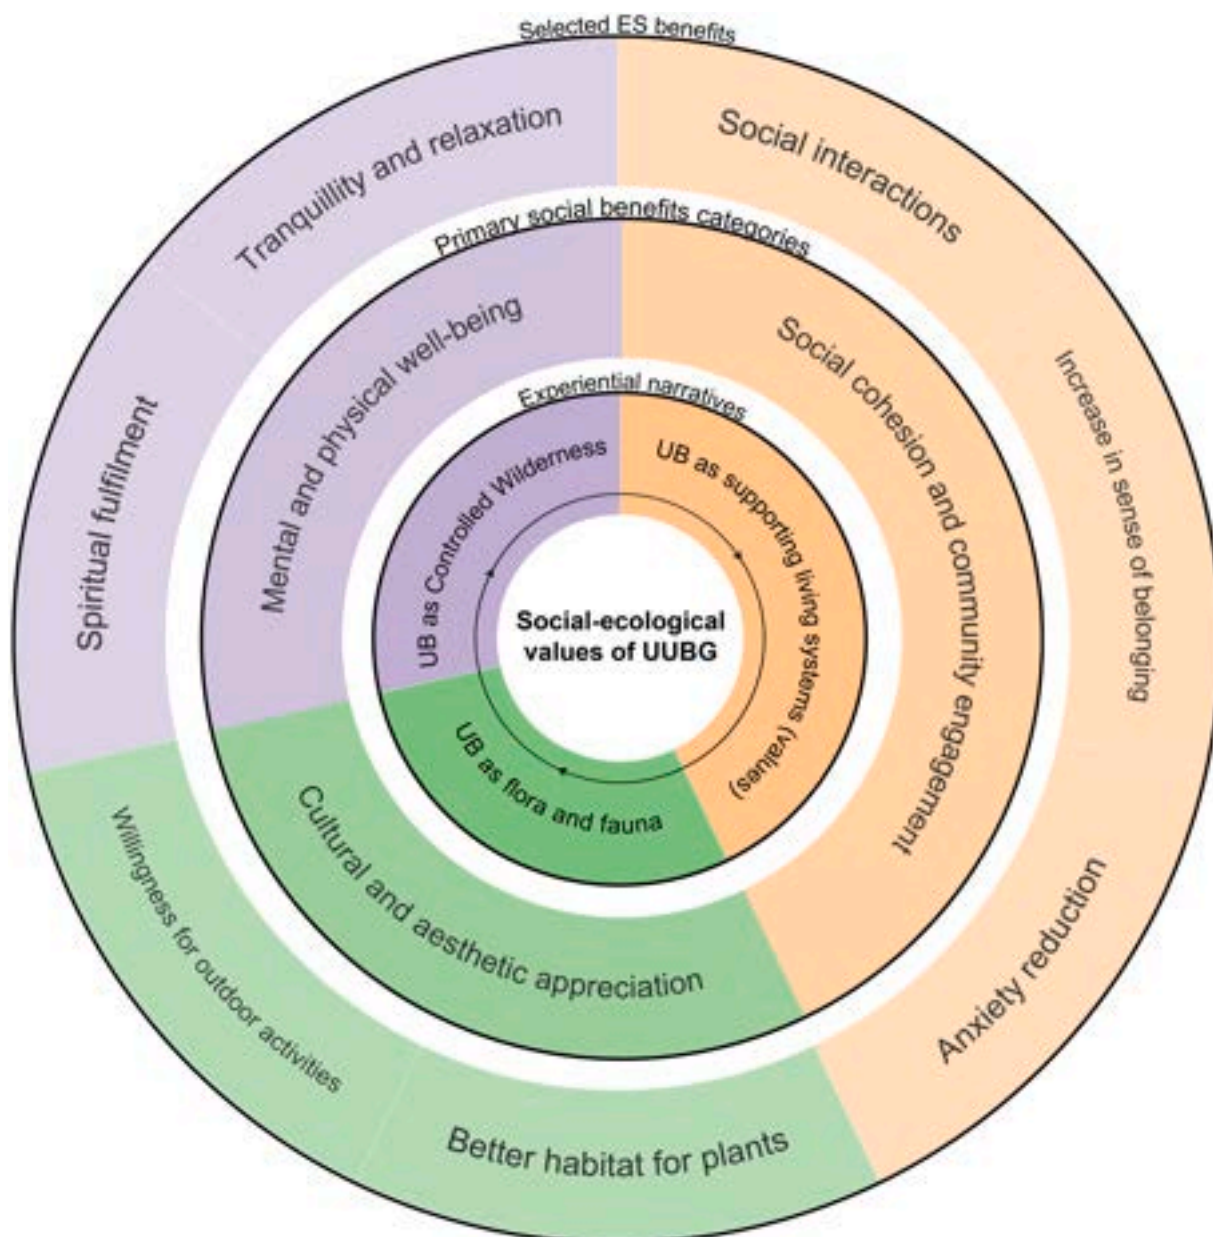 Selected ES benefits
Tranquillity and relaxation
Social interactions
Primary social benefits categories
Mental and physical well-being
Social cohesion and community engagement
Increase in sense of belonging
Experiential narratives
UB as Controlled Wilderness
UB as supporting living systems (values)
Spiritual fulfilment
Social-ecological
values of UUBG
UB as flora and fauna
Cultural and aesthetic appreciation
Willingness for outdoor activities
Anxiety reduction
Better habitat for plants